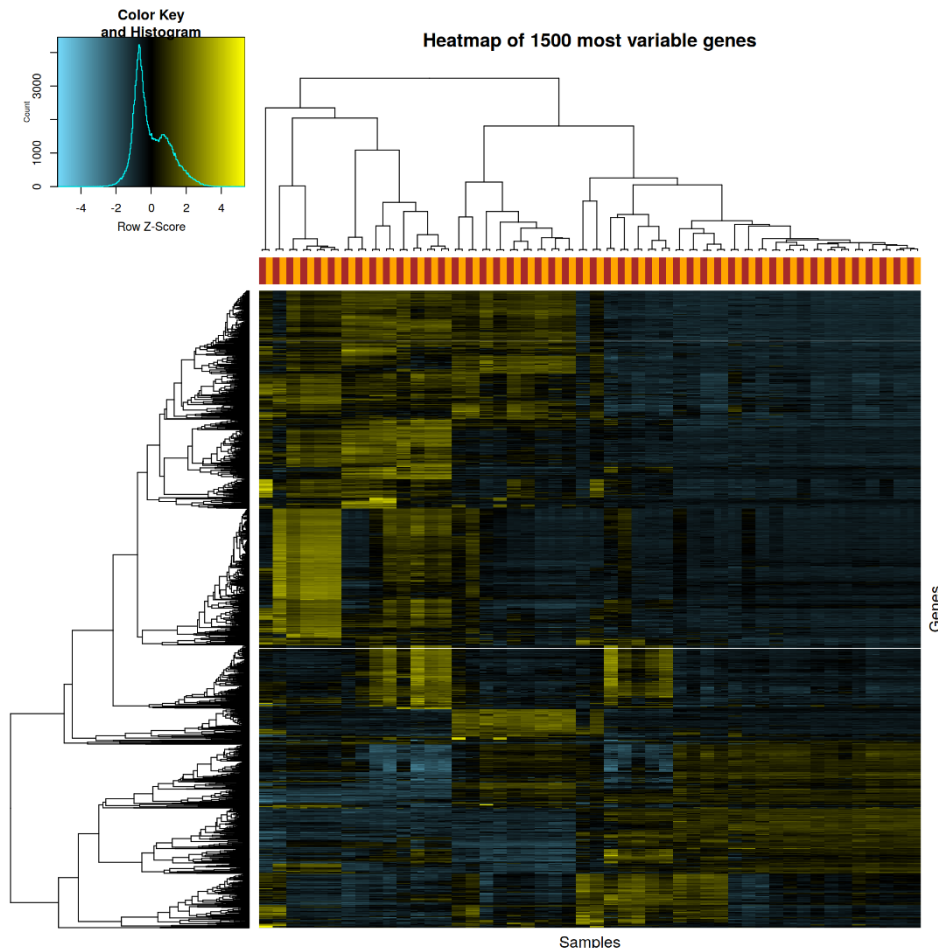 Color Key
and Histogram
Count
0
1000
3000
-4
-2
0
2
4
Row Z-Score
Heatmap of 1500 most variable genes
Genes
Samples